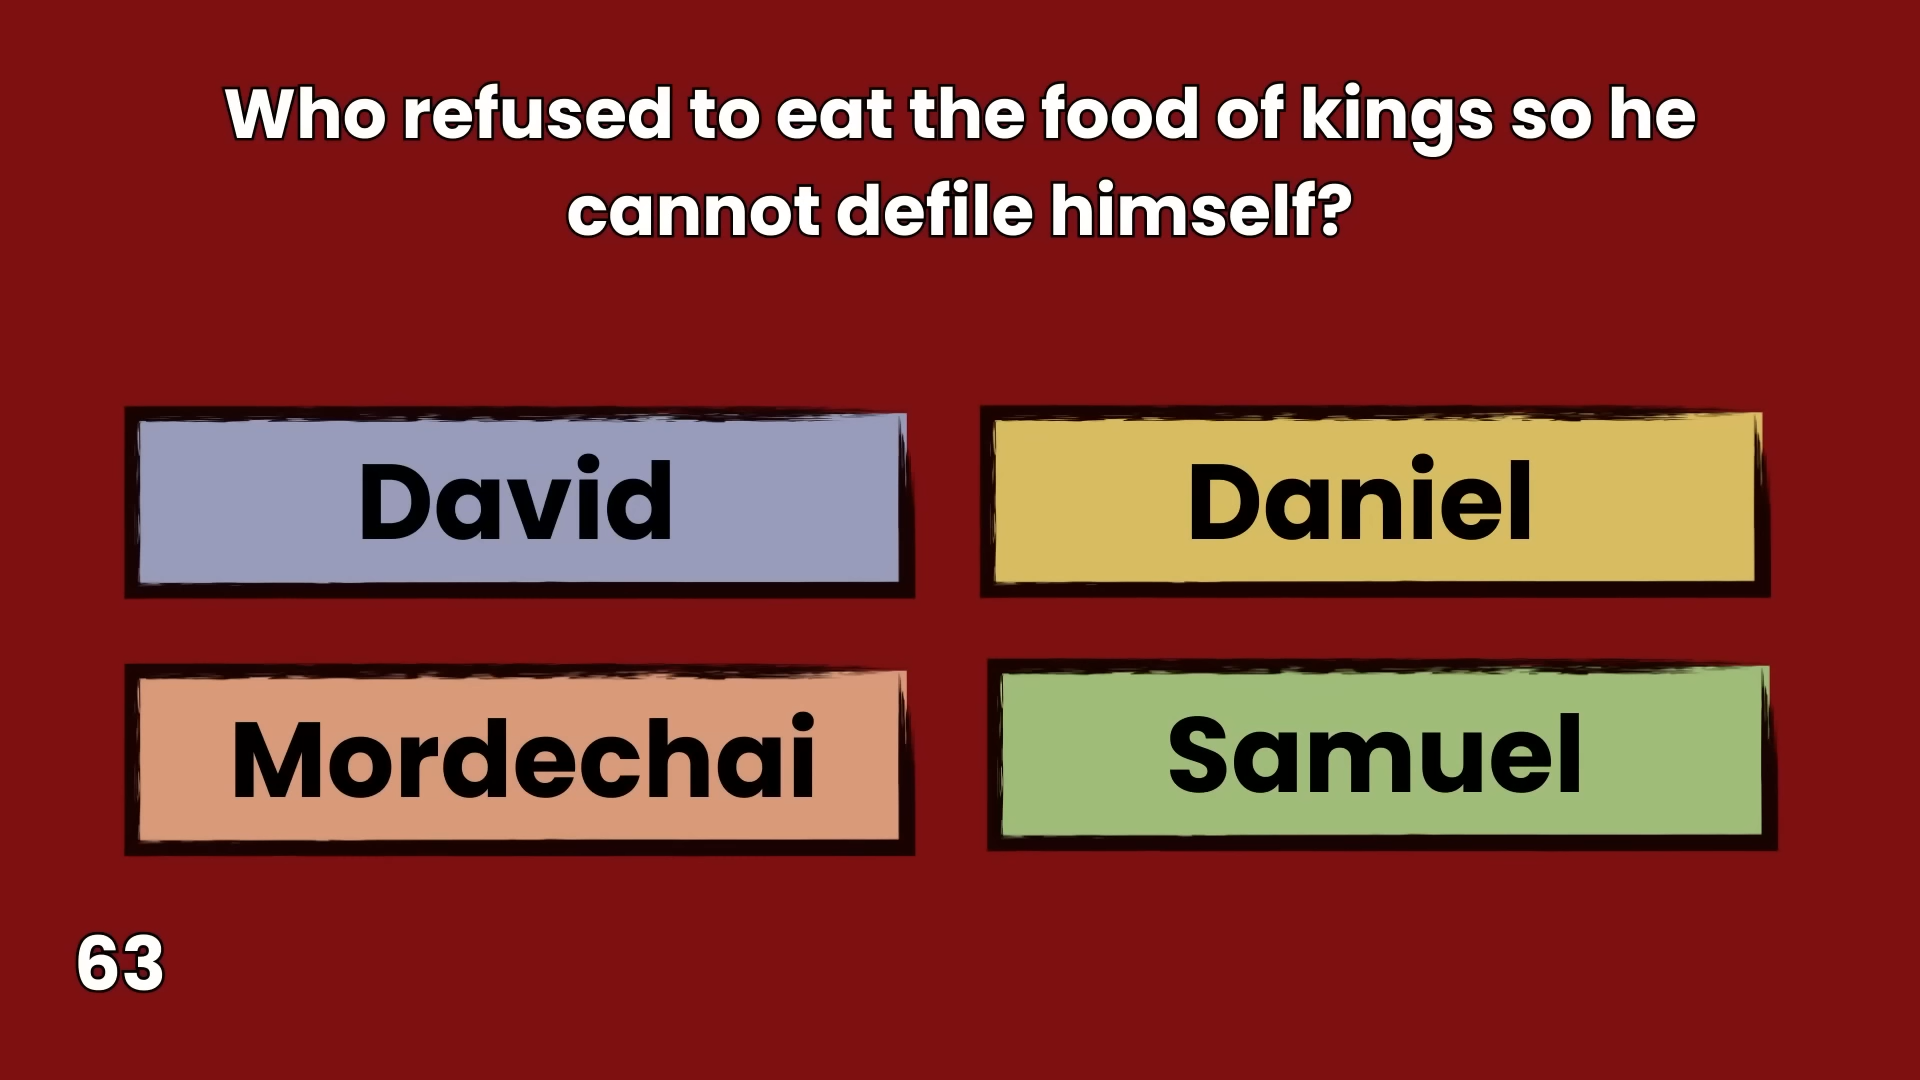 Who refused to eat the food of kings so he
cannot defile himself?
David
Daniel
Mordechai
Samuel
63